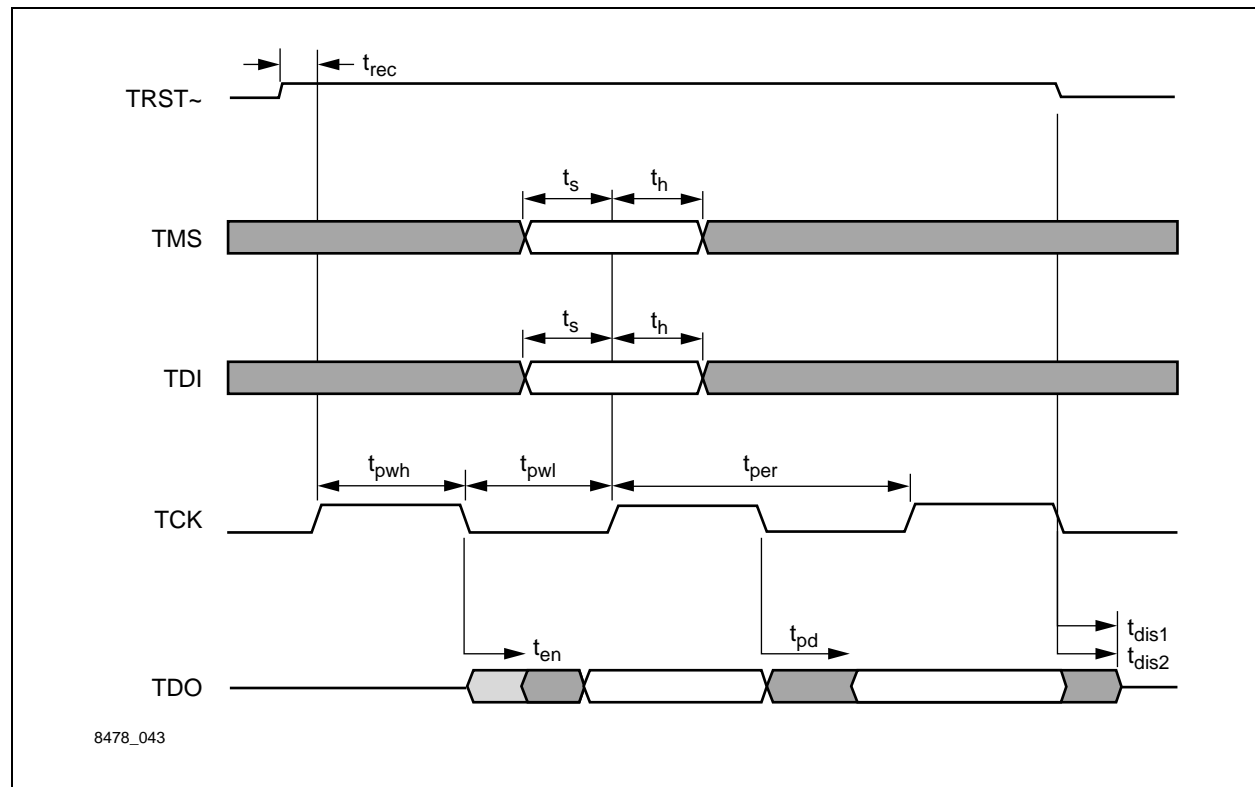 t_rec
TRST~
t_s t_h
TMS
t_s t_h
TDI
t_pwh t_pwl t_per
TCK
t_dis1
t_en t_pd t_dis2
TDO
8478_043